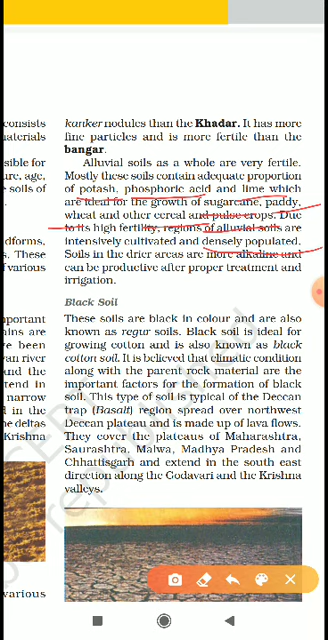 consists
materials
sible for
ure, age,
soils of
dforms,
s. These
f various
mportant
ains are
ve been
an river
and the
tend in
narrow
d in the
he deltas
Krishna
various
kanker nodules than the Khadar. It has more
fine particles and is more fertile than the
bangar.
Alluvial soils as a whole are very fertile.
Mostly these soils contain adequate proportion
of potash, phosphoric acid and lime which
are ideal for the growth of sugarcane, paddy,
wheat and other cereal and pulse crops. Due
to its high fertility, regions of alluvial soils are
intensively cultivated and densely populated.
Soils in the drier areas are more alkaline and
can be productive after proper treatment and
irrigation.
Black Soil
These soils are black in colour and are also
known as regur soils. Black soil is ideal for
growing cotton and is also known as black
cotton soil. It is believed that climatic condition
along with the parent rock material are the
important factors for the formation of black
soil. This type of soil is typical of the Deccan
trap (Basalt) region spread over northwest
Deccan plateau and is made up of lava flows.
They cover the plateaus of Maharashtra,
Saurashtra, Malwa, Madhya Pradesh and
Chhattisgarh and extend in the south east
direction along the Godavari and the Krishna
valleys.